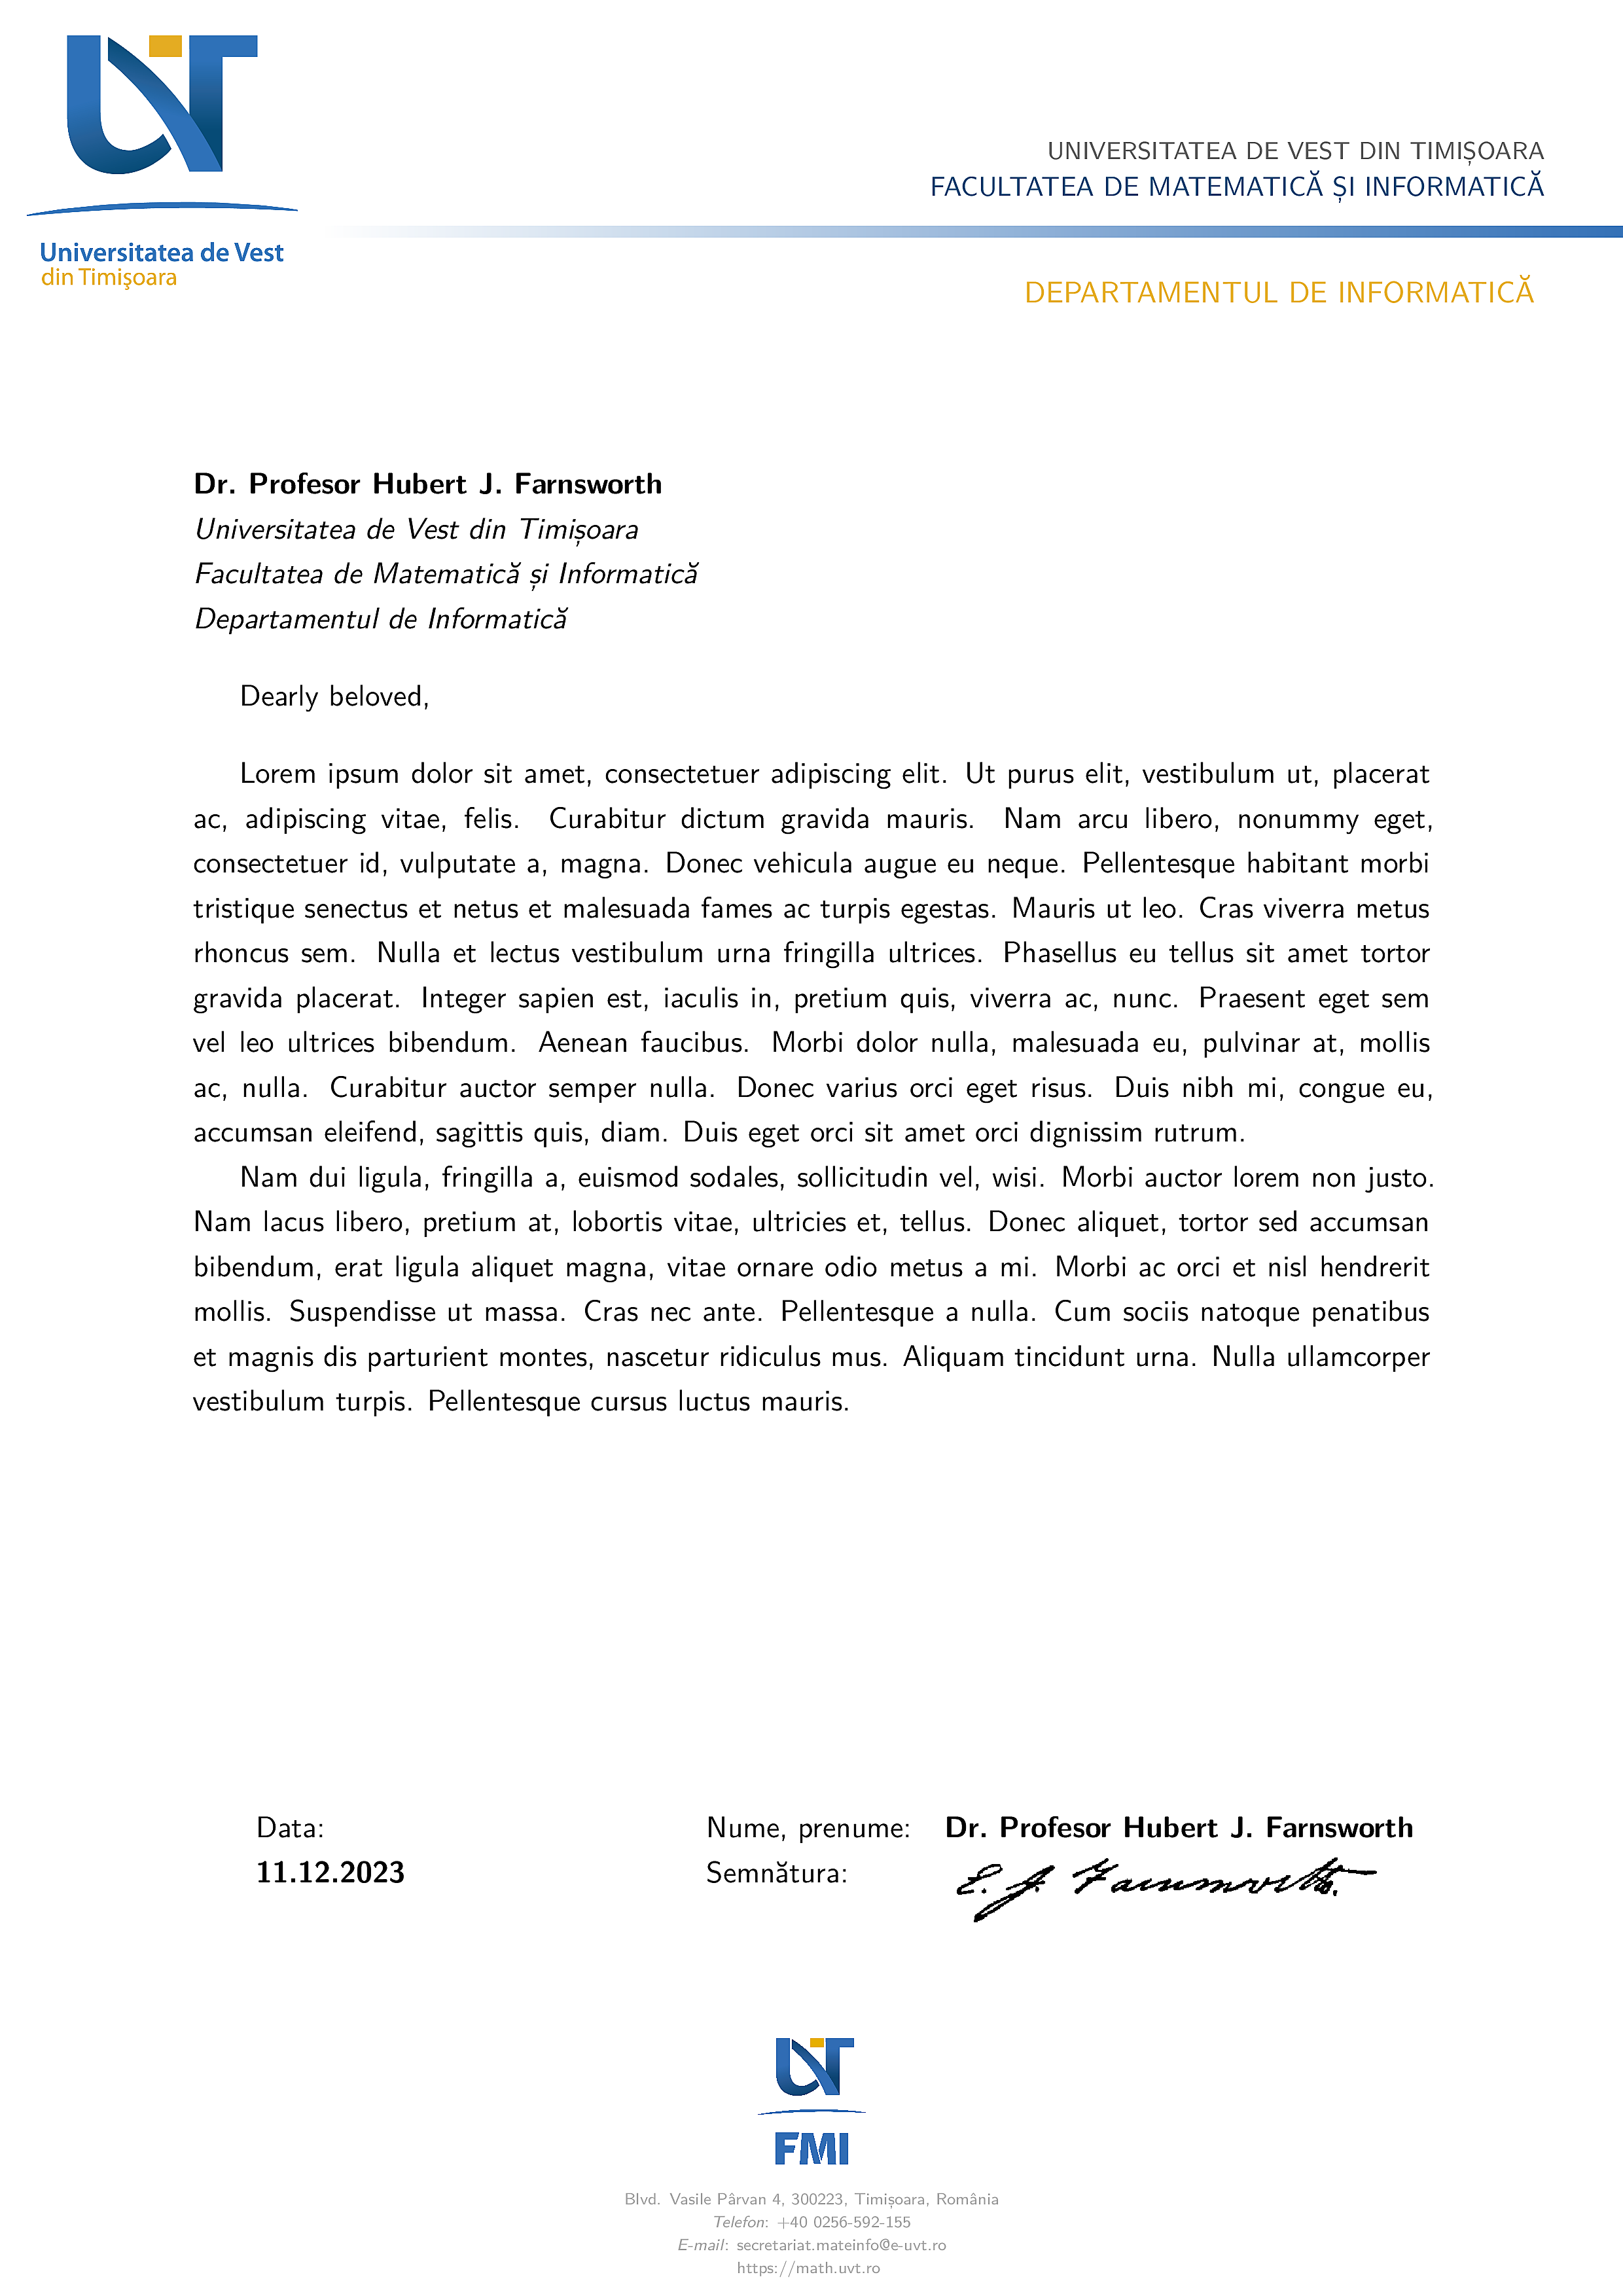 UVT
Universitatea de Vest
din Timişoara
UNIVERSITATEA DE VEST DIN TIMIȘOARA
FACULTATEA DE MATEMATICĂ ȘI INFORMATICĂ
DEPARTAMENTUL DE INFORMATICĂ
Dr. Profesor Hubert J. Farnsworth
Universitatea de Vest din Timișoara
Facultatea de Matematică și Informatică
Departamentul de Informatică
Dearly beloved,
Lorem ipsum dolor sit amet, consectetuer adipiscing elit. Ut purus elit, vestibulum ut, placerat
ac, adipiscing vitae, felis. Curabitur dictum gravida mauris. Nam arcu libero, nonummy eget,
consectetuer id, vulputate a, magna. Donec vehicula augue eu neque. Pellentesque habitant morbi
tristique senectus et netus et malesuada fames ac turpis egestas. Mauris ut leo. Cras viverra metus
rhoncus sem. Nulla et lectus vestibulum urna fringilla ultrices. Phasellus eu tellus sit amet tortor
gravida placerat. Integer sapien est, iaculis in, pretium quis, viverra ac, nunc. Praesent eget sem
vel leo ultrices bibendum. Aenean faucibus. Morbi dolor nulla, malesuada eu, pulvinar at, mollis
ac, nulla. Curabitur auctor semper nulla. Donec varius orci eget risus. Duis nibh mi, congue eu,
accumsan eleifend, sagittis quis, diam. Duis eget orci sit amet orci dignissim rutrum.
Nam dui ligula, fringilla a, euismod sodales, sollicitudin vel, wisi. Morbi auctor lorem non justo.
Nam lacus libero, pretium at, lobortis vitae, ultricies et, tellus. Donec aliquet, tortor sed accumsan
bibendum, erat ligula aliquet magna, vitae ornare odio metus a mi. Morbi ac orci et nisl hendrerit
mollis. Suspendisse ut massa. Cras nec ante. Pellentesque a nulla. Cum sociis natoque penatibus
et magnis dis parturient montes, nascetur ridiculus mus. Aliquam tincidunt urna. Nulla ullamcorper
vestibulum turpis. Pellentesque cursus luctus mauris.
Data:
11.12.2023
Nume, prenume: Dr. Profesor Hubert J. Farnsworth
Semnătura: E. J. Farnsworth.
UVT
FMI
Blvd. Vasile Pârvan 4, 300223, Timișoara, România
Telefon: +40 0256-592-155
E-mail: secretariat.mateinfo@e-uvt.ro
https://math.uvt.ro